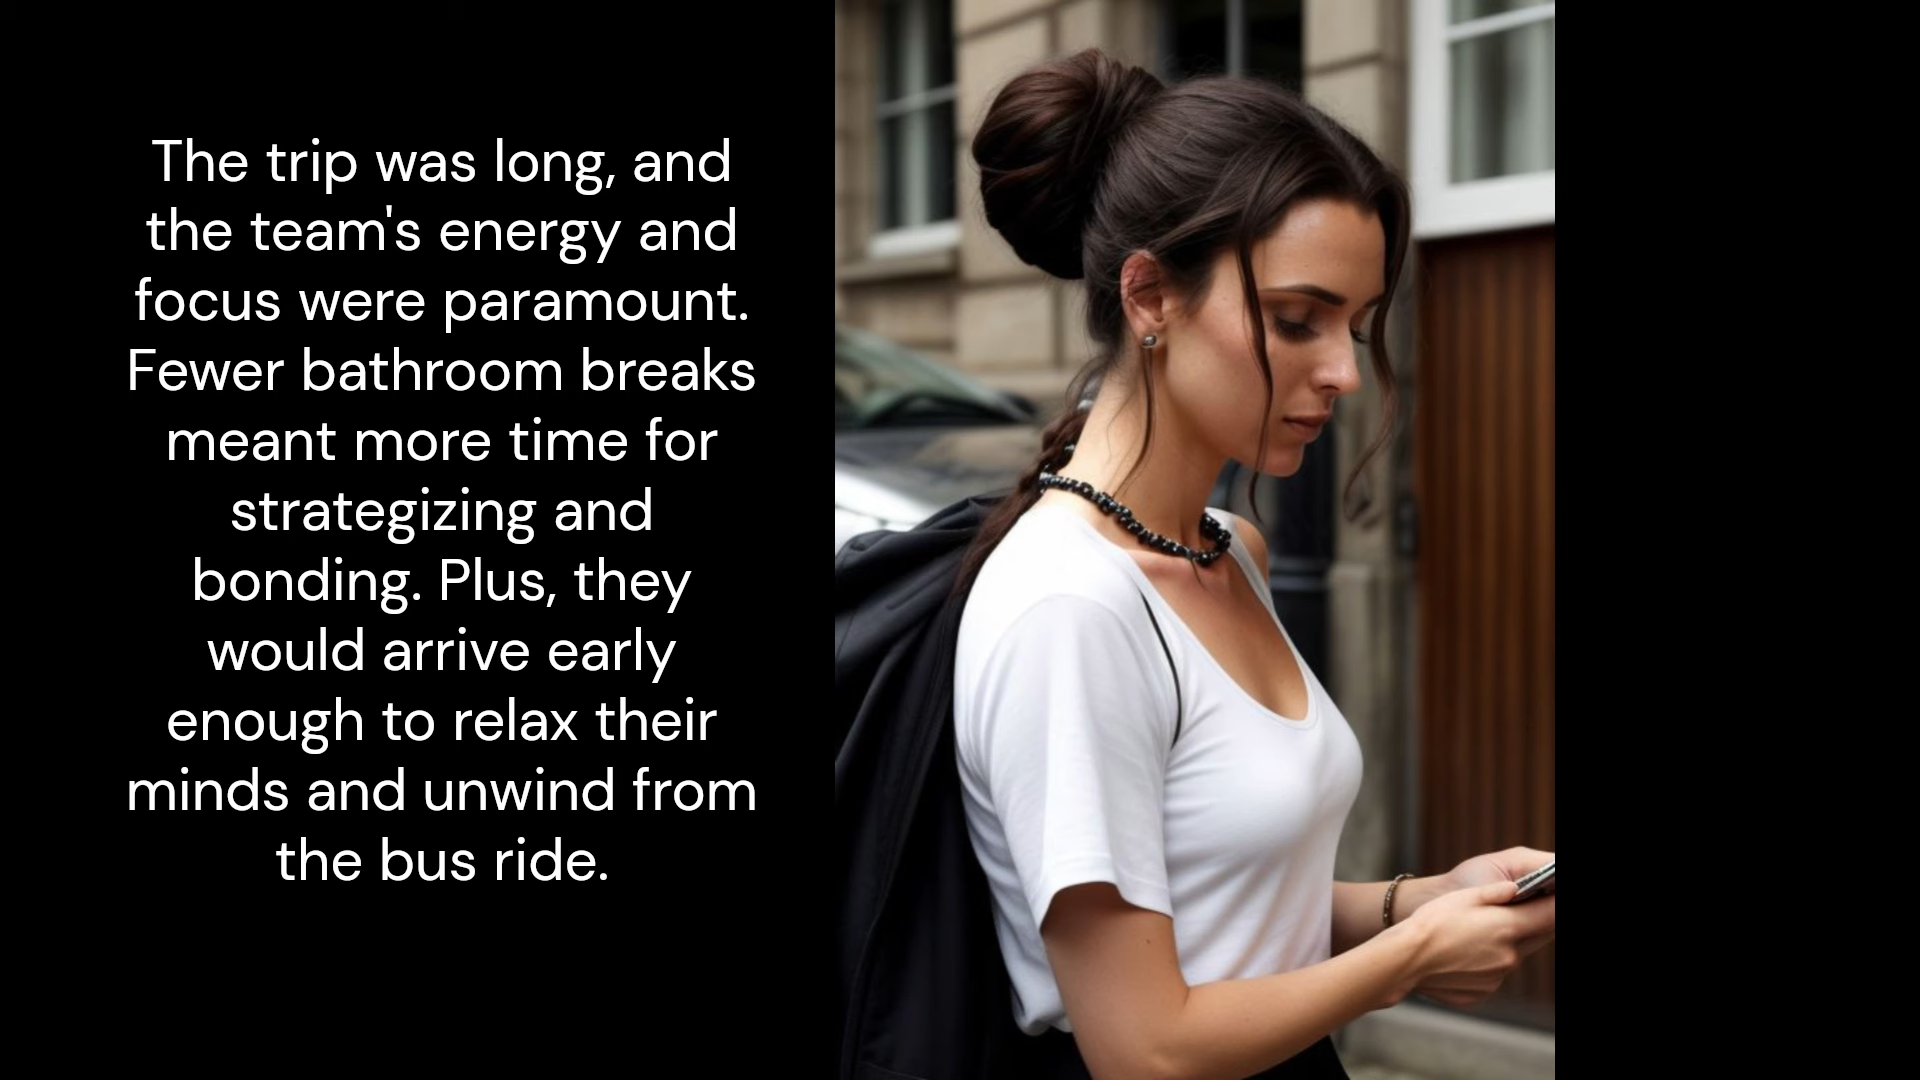 The trip was long, and
the team's energy and
focus were paramount.
Fewer bathroom breaks
meant more time for
strategizing and
bonding. Plus, they
would arrive early
enough to relax their
minds and unwind from
the bus ride.